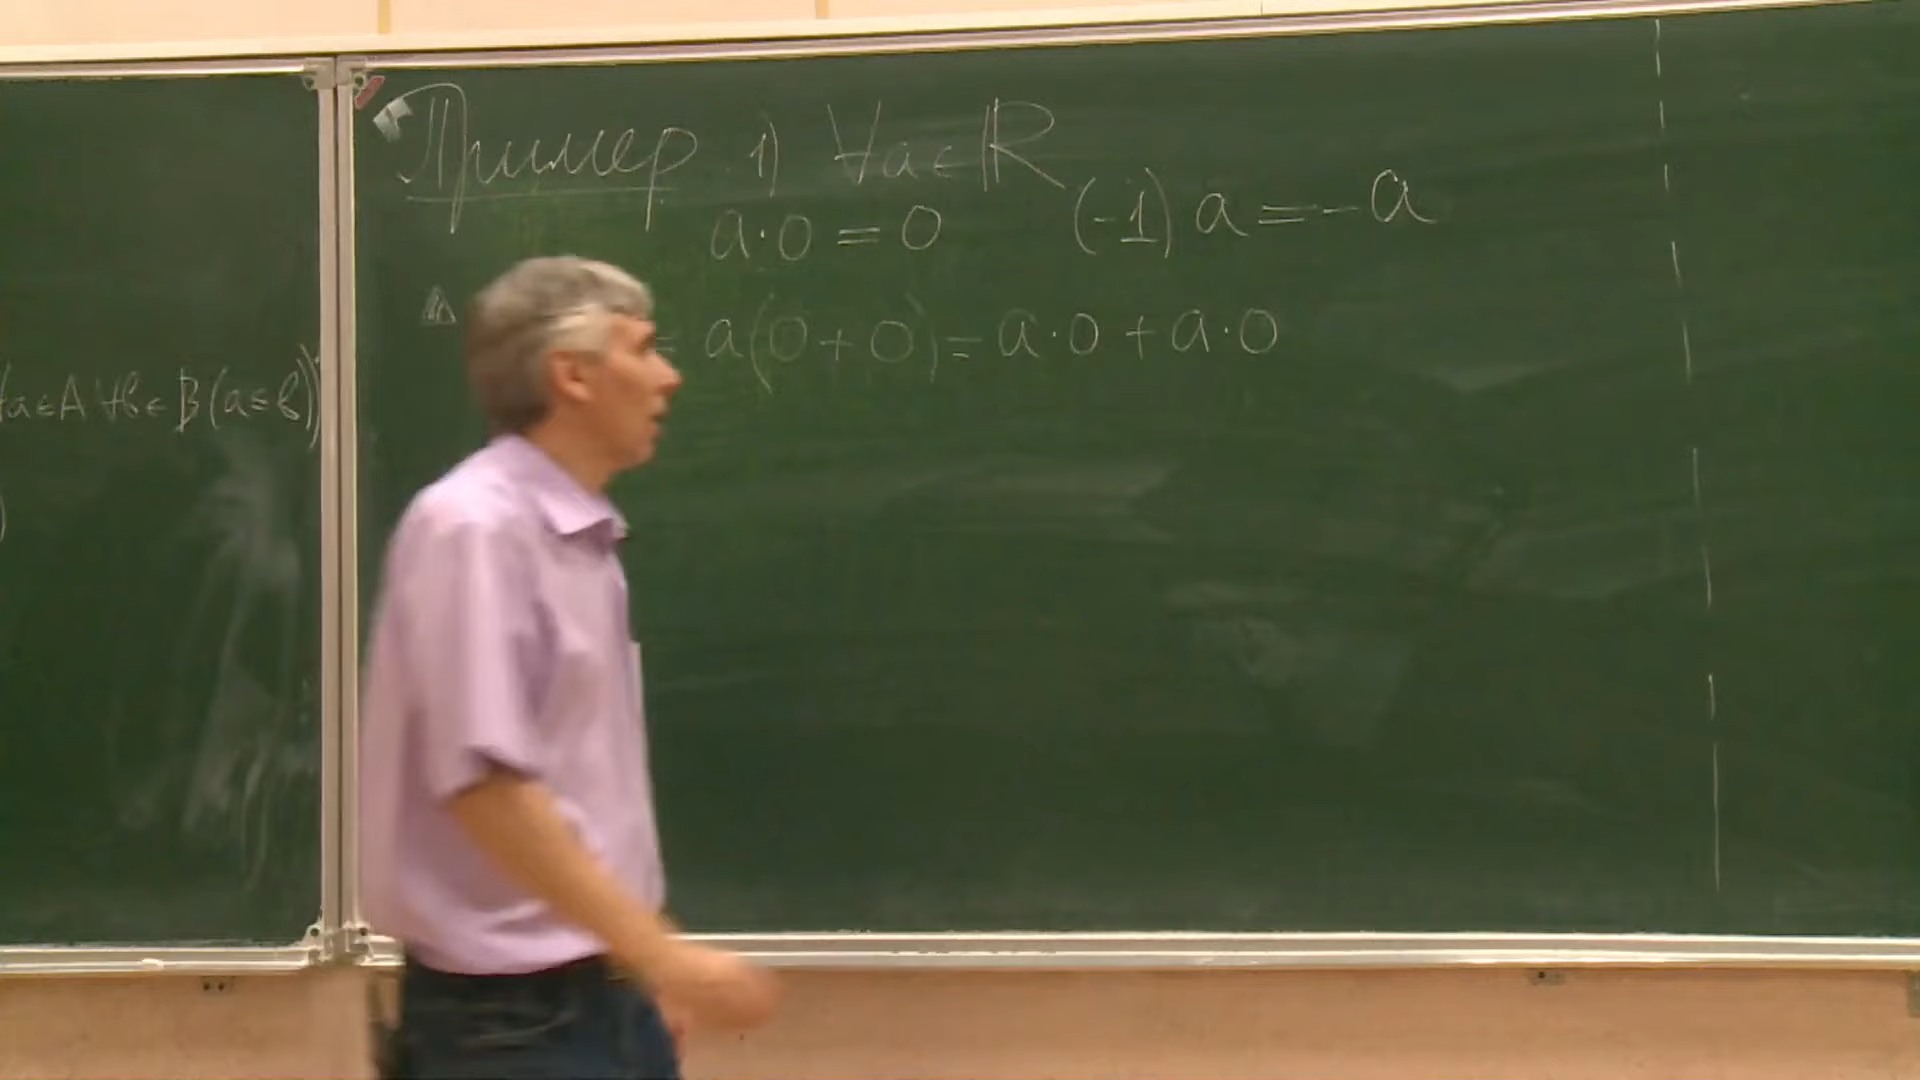 ∀a∈A ∀b∈B (a≤b))
)
Пример 1) ∀a∈ℝ
a·0=0 (-1)a=-a
= a(0+0)=a·0+a·0